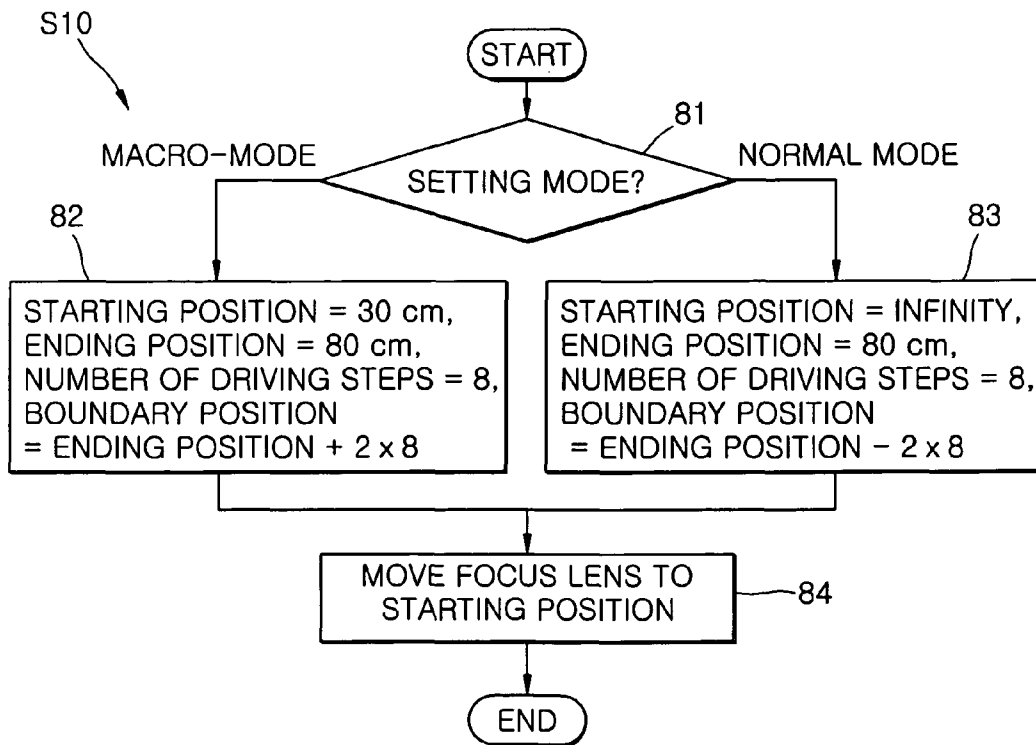 S10
START
81
MACRO-MODE
NORMAL MODE
SETTING MODE?
82
STARTING POSITION = 30 cm,
ENDING POSITION = 80 cm,
NUMBER OF DRIVING STEPS = 8,
BOUNDARY POSITION
= ENDING POSITION + 2 x 8
83
STARTING POSITION = INFINITY,
ENDING POSITION = 80 cm,
NUMBER OF DRIVING STEPS = 8,
BOUNDARY POSITION
= ENDING POSITION − 2 x 8
MOVE FOCUS LENS TO
STARTING POSITION
84
END